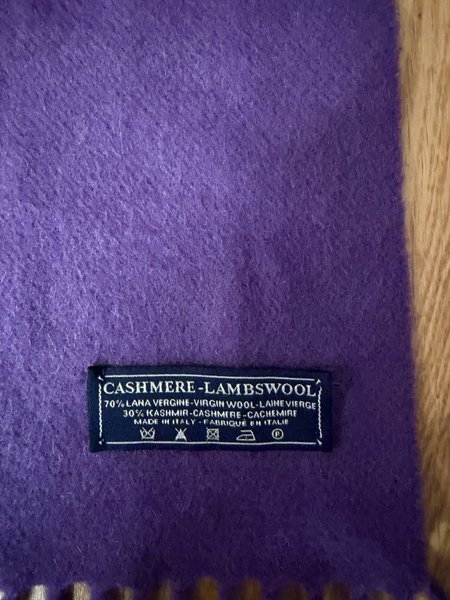 CASHMERE-LAMBSWOOL
70% LANA VERGINE-VIRGIN WOOL-LAINE VIERGE
30% KASHMIR-CASHMERE-CACHEMIRE
MADE IN ITALY - FABRIQUE EN ITALIE
P